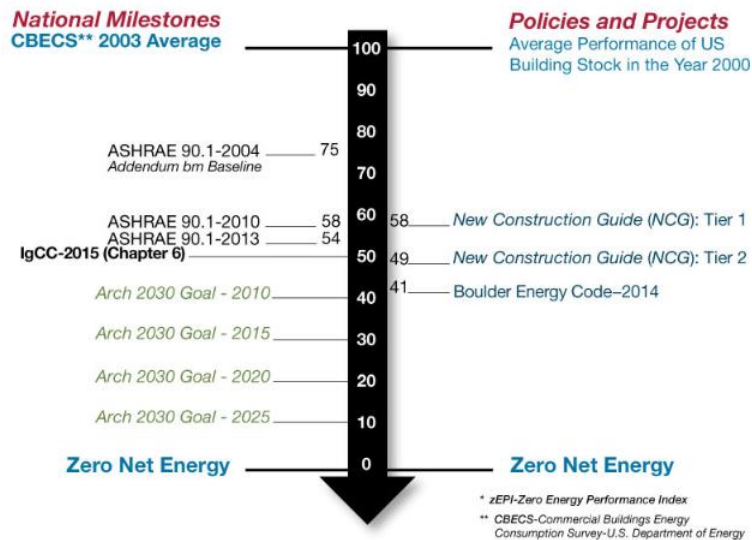 National Milestones
CBECS** 2003 Average
Policies and Projects
Average Performance of US
Building Stock in the Year 2000
100
90
80
ASHRAE 90.1-2004 75
Addendum bm Baseline
70
60
ASHRAE 90.1-2010 58
58 New Construction Guide (NCG): Tier 1
ASHRAE 90.1-2013 54
IgCC-2015 (Chapter 6)
50
49 New Construction Guide (NCG): Tier 2
41 Boulder Energy Code–2014
Arch 2030 Goal - 2010
40
Arch 2030 Goal - 2015
30
Arch 2030 Goal - 2020
20
Arch 2030 Goal - 2025
10
Zero Net Energy
0
Zero Net Energy
* zEPI-Zero Energy Performance Index
** CBECS-Commercial Buildings Energy
Consumption Survey-U.S. Department of Energy